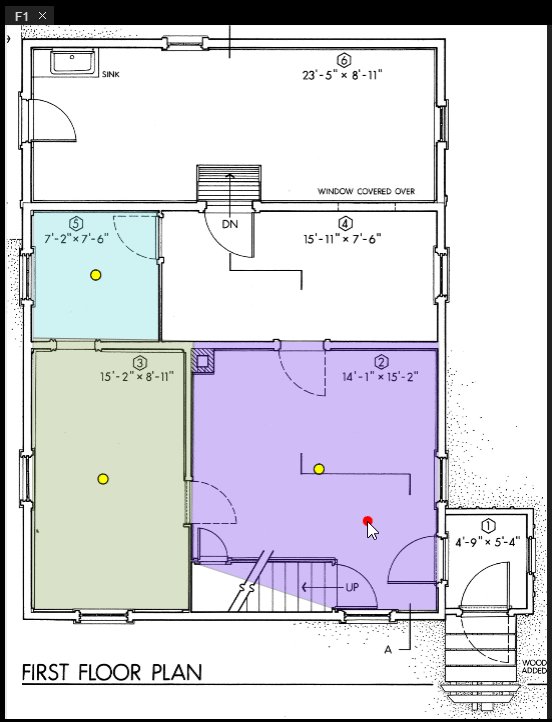 F1 ×
6
23'-5" × 8'-11"
SINK
WINDOW COVERED OVER
5
7'-2" × 7'-6"
DN
4
15'-11" × 7'-6"
3
15'-2" × 8'-11"
2
14'-1" × 15'-2"
1
4'-9" × 5'-4"
UP
A
WOOD
ADDED
FIRST FLOOR PLAN